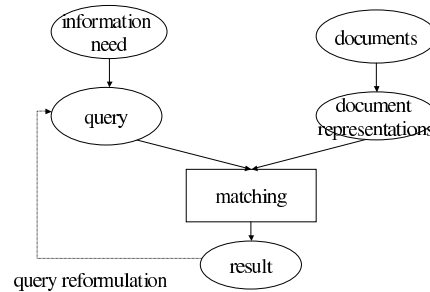 information
need
documents
query
document
representations
matching
result
query reformulation